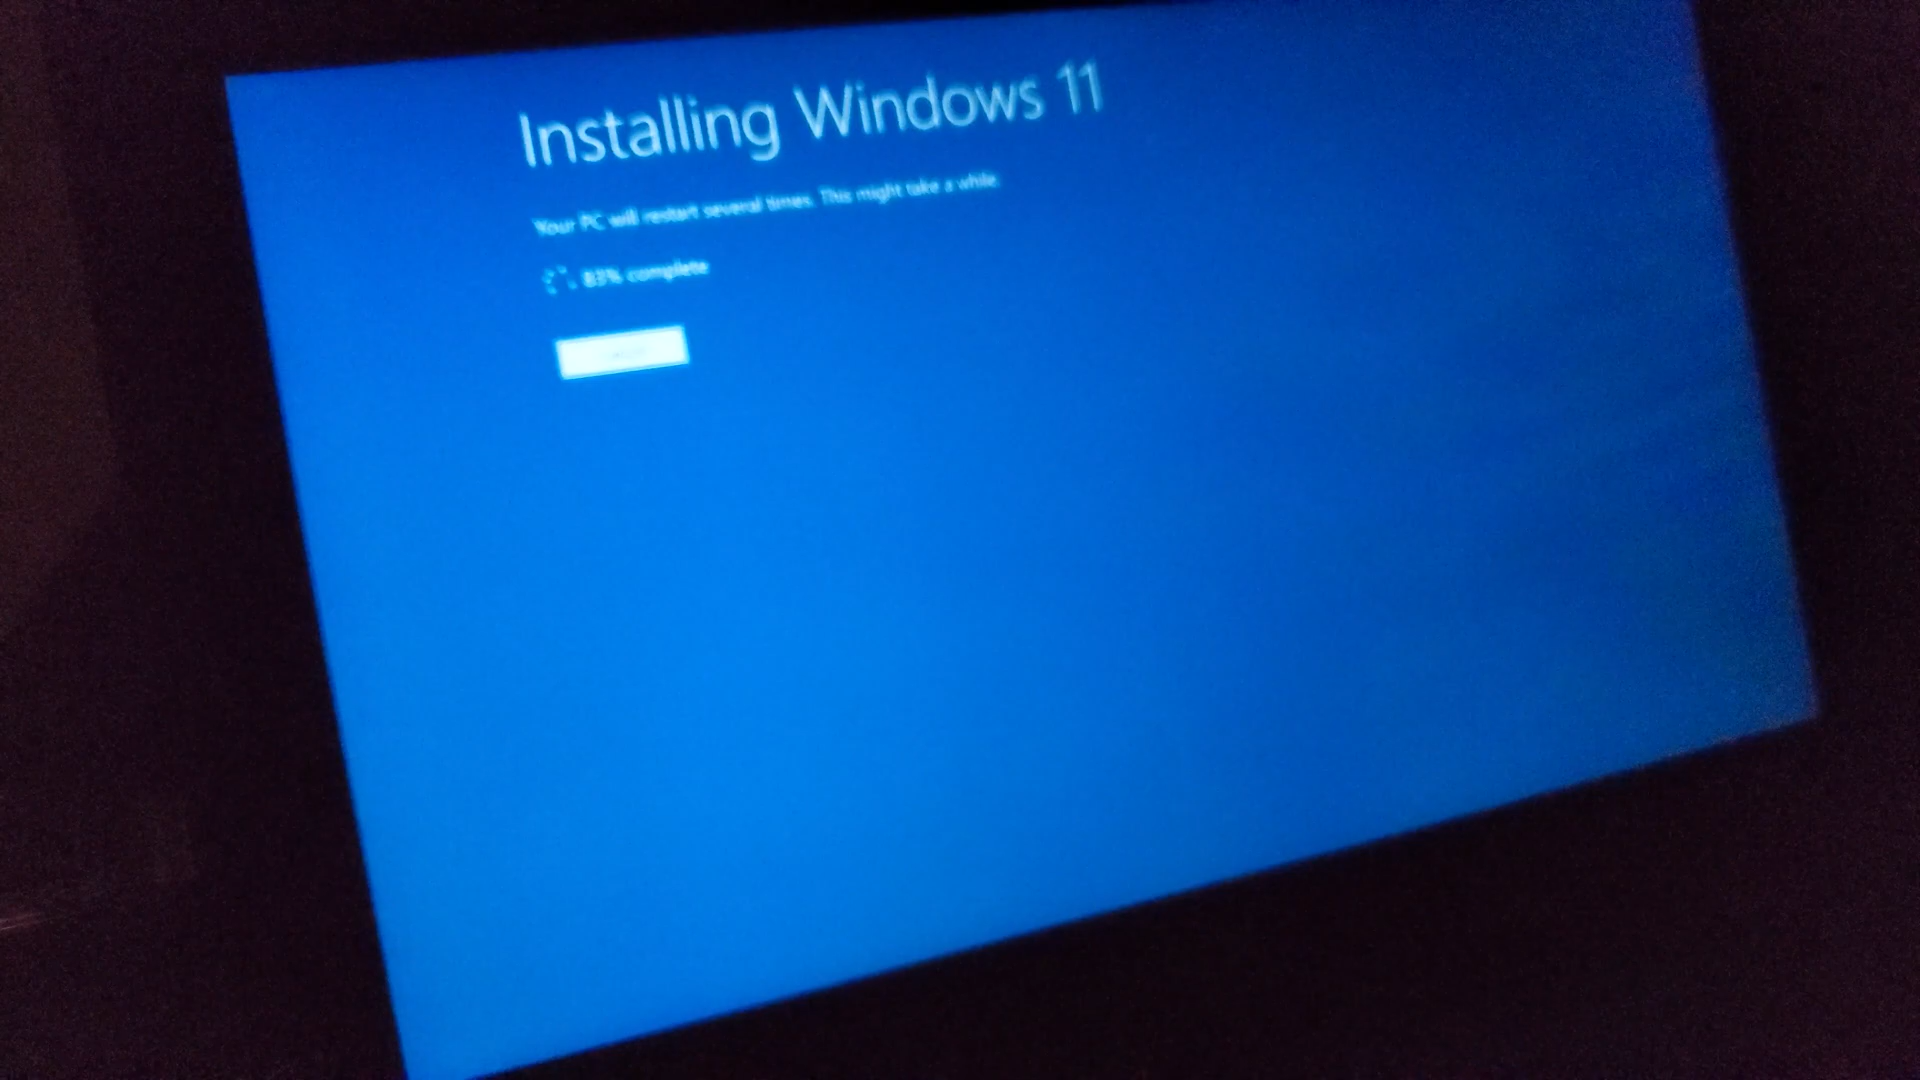 Installing Windows 11
Your PC will restart several times. This might take a while.
83% complete